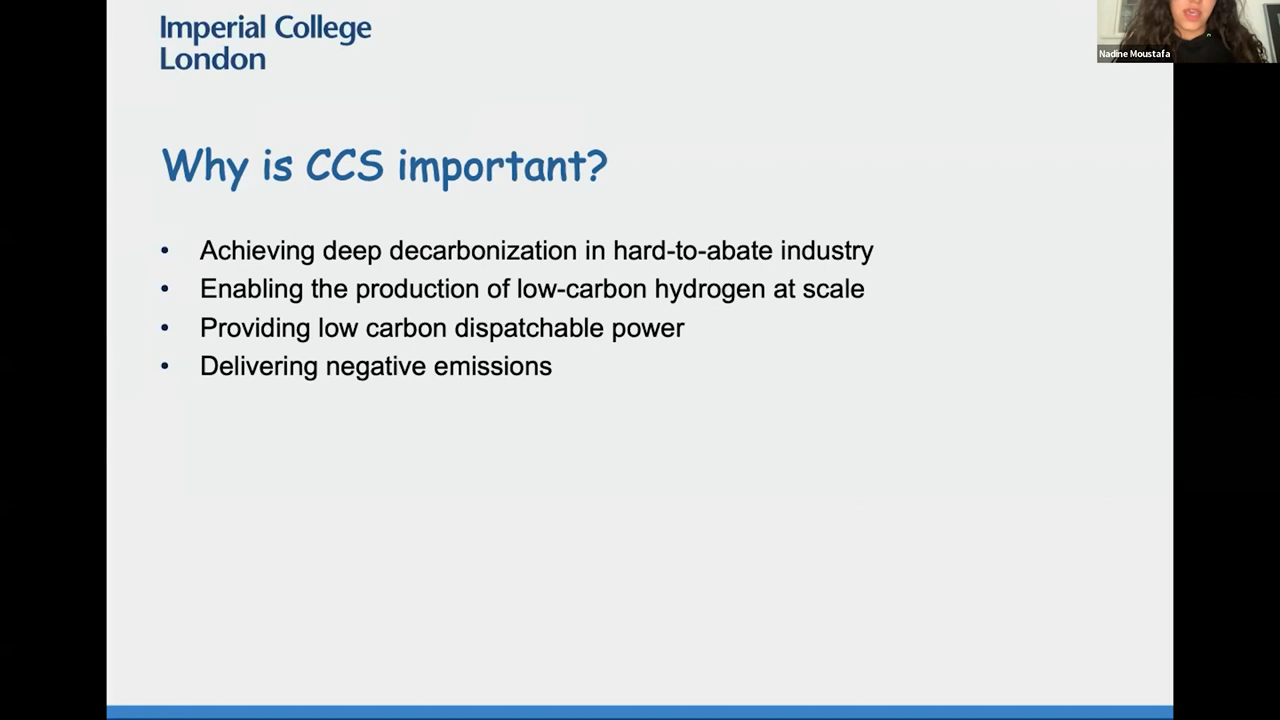 Imperial College
London
Nadine Moustafa
Why is CCS important?
• Achieving deep decarbonization in hard-to-abate industry
• Enabling the production of low-carbon hydrogen at scale
• Providing low carbon dispatchable power
• Delivering negative emissions